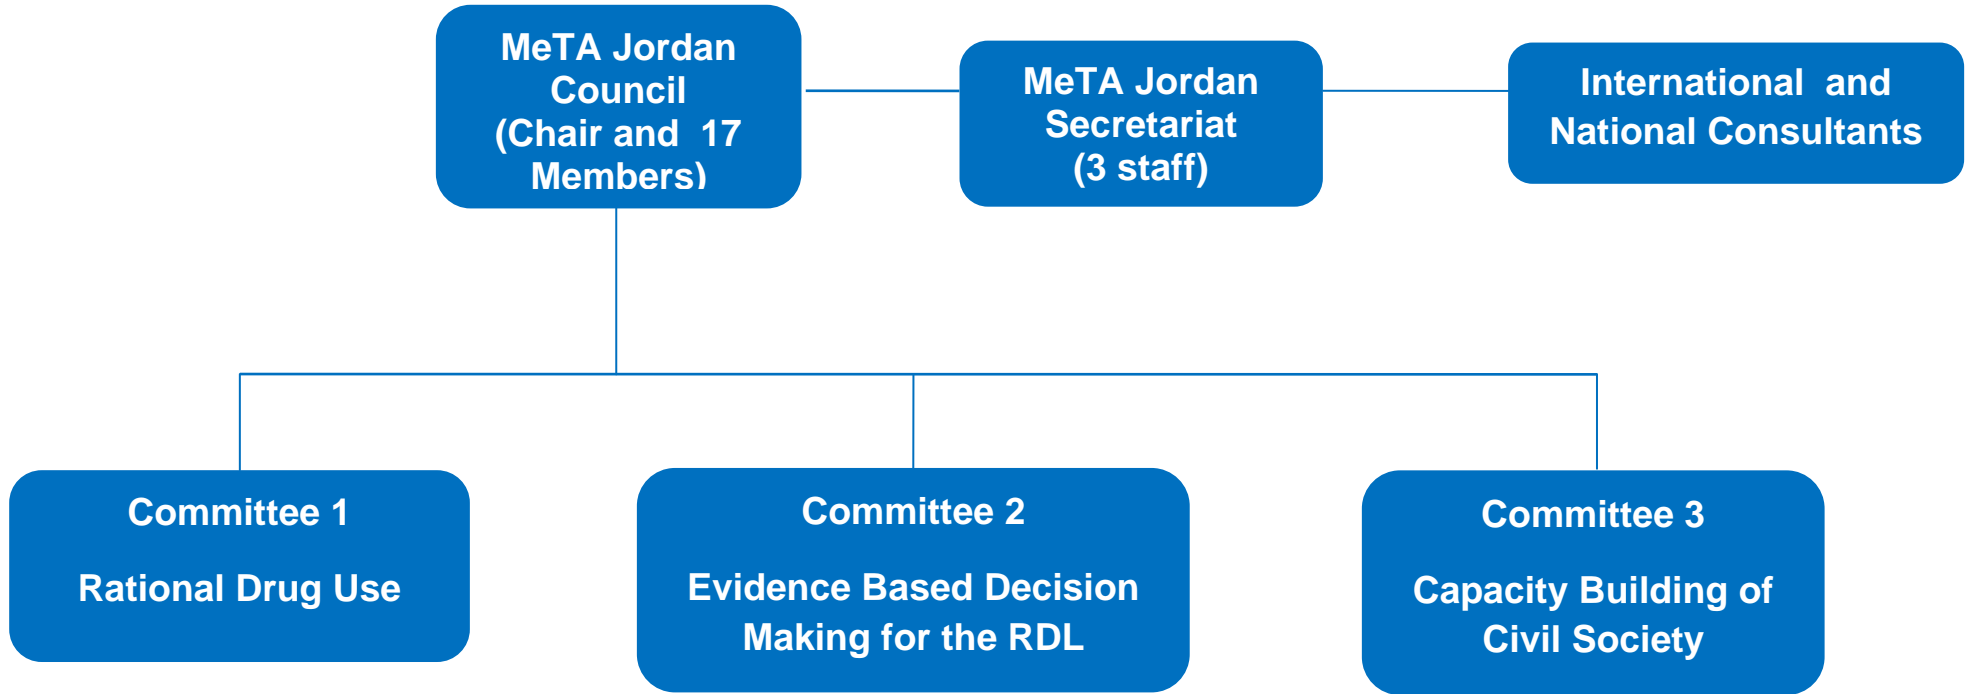 MeTA Jordan
Council
(Chair and 17
Members)
MeTA Jordan
Secretariat
(3 staff)
International and
National Consultants
Committee 1
Rational Drug Use
Committee 2
Evidence Based Decision
Making for the RDL
Committee 3
Capacity Building of
Civil Society